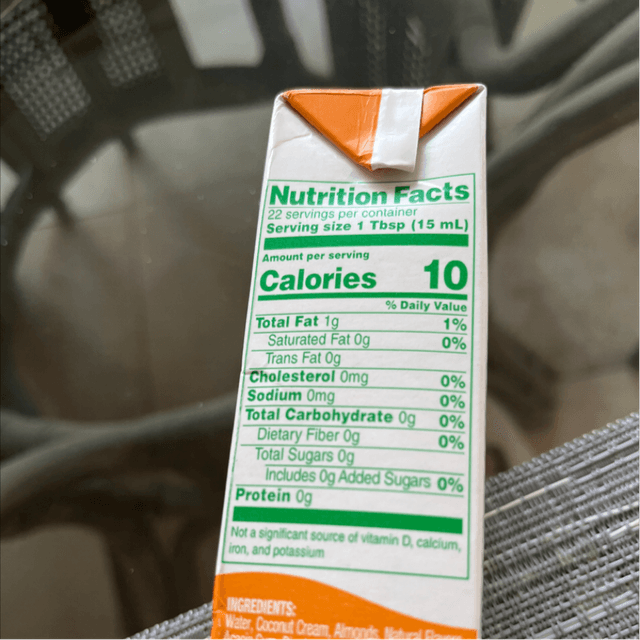 Nutrition Facts
22 servings per container
Serving size 1 Tbsp (15 mL)
Amount per serving
Calories 10
% Daily Value
Total Fat 1g 1%
Saturated Fat 0g 0%
Trans Fat 0g
Cholesterol 0mg 0%
Sodium 0mg 0%
Total Carbohydrate 0g 0%
Dietary Fiber 0g 0%
Total Sugars 0g
Includes 0g Added Sugars 0%
Protein 0g
Not a significant source of vitamin D, calcium,
iron, and potassium
INGREDIENTS:
Water, Coconut Cream, Almonds, Natural